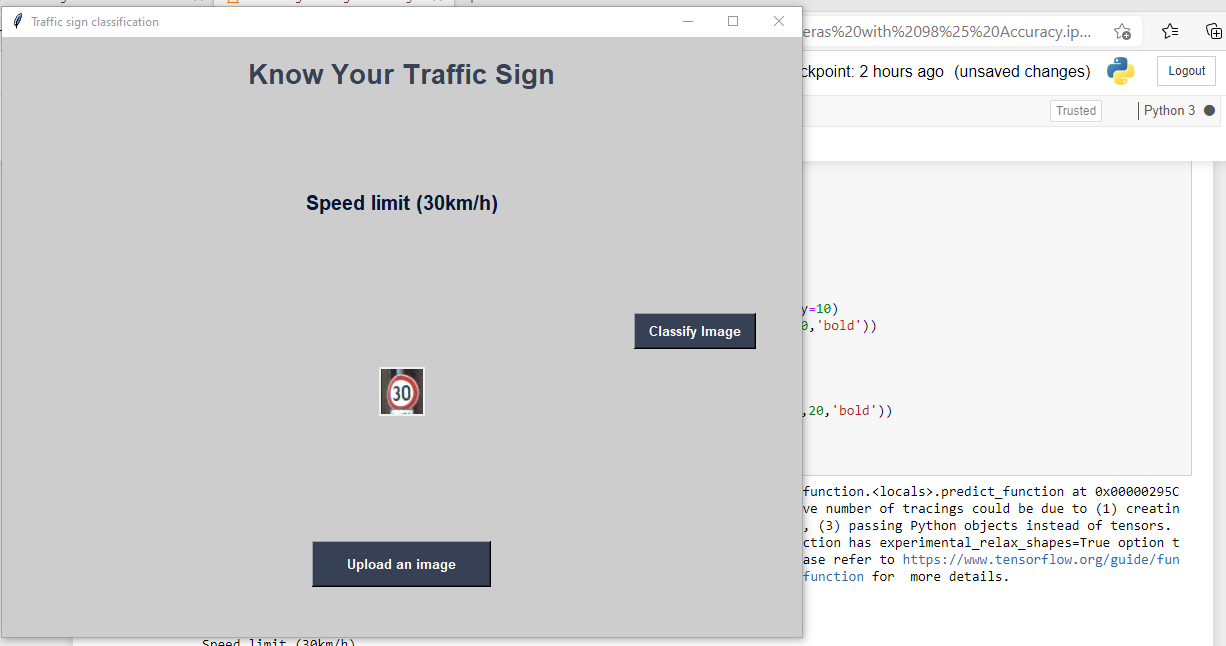 Traffic sign classification
Know Your Traffic Sign
Speed limit (30km/h)
Classify Image
30
Upload an image
eras%20with%2098%25%20Accuracy.ip...
ckpoint: 2 hours ago (unsaved changes)
Logout
Trusted
Python 3
y=10)
0,'bold'))
,20,'bold'))
function.<locals>.predict_function at 0x00000295C
ve number of tracings could be due to (1) creatin
, (3) passing Python objects instead of tensors.
ction has experimental_relax_shapes=True option t
ase refer to https://www.tensorflow.org/guide/fun
function for  more details.
Speed limit (30km/h)